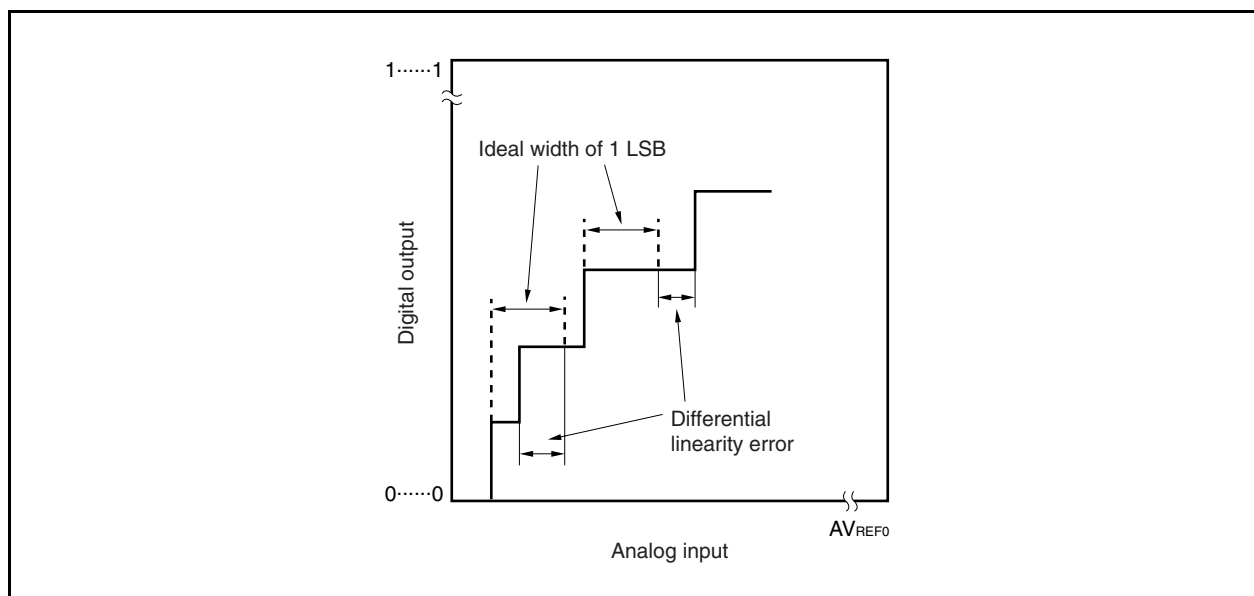 1······1
Ideal width of 1 LSB
Digital output
Differential
linearity error
0······0
AVREF0
Analog input